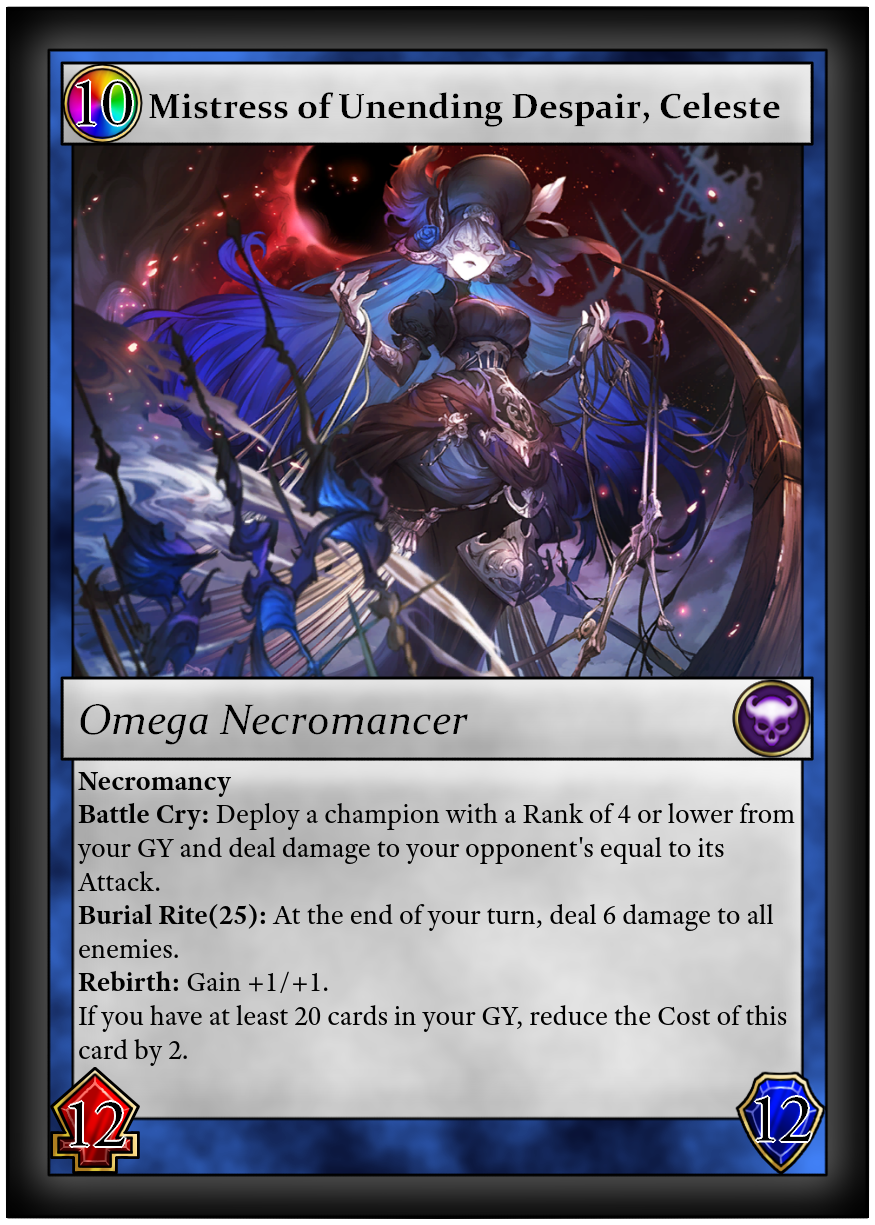 10 Mistress of Unending Despair, Celeste
Omega Necromancer
Necromancy
Battle Cry: Deploy a champion with a Rank of 4 or lower from
your GY and deal damage to your opponent's equal to its
Attack.
Burial Rite(25): At the end of your turn, deal 6 damage to all
enemies.
Rebirth: Gain +1/+1.
If you have at least 20 cards in your GY, reduce the Cost of this
card by 2.
12 12